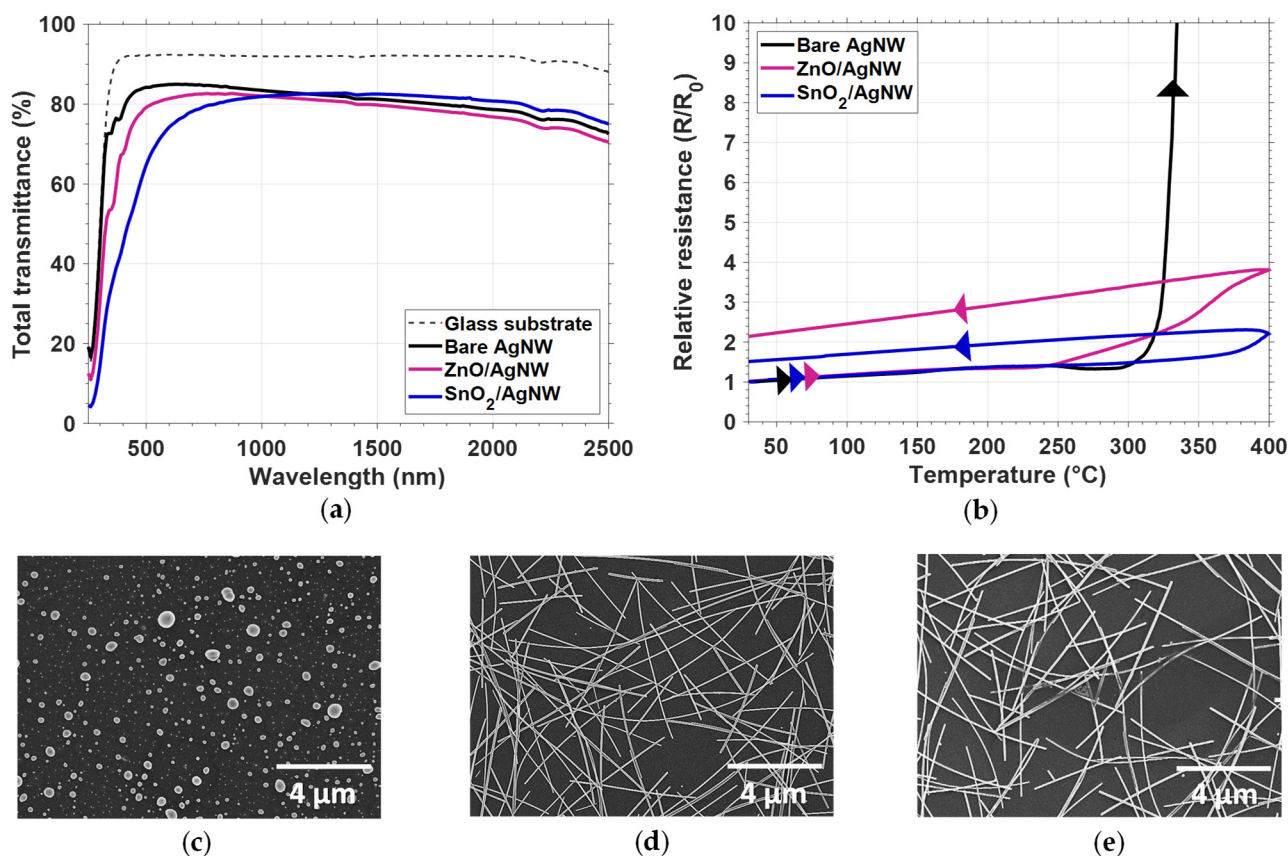 100
80
60
40
20
0
Total transmittance (%)
Glass substrate
Bare AgNW
ZnO/AgNW
SnO₂/AgNW
500 1000 1500 2000 2500
Wavelength (nm)
(a)
10
9
8
7
6
5
4
3
2
1
0
Relative resistance (R/R₀)
Bare AgNW
ZnO/AgNW
SnO₂/AgNW
50 100 150 200 250 300 350 400
Temperature (°C)
(b)
4 μm
(c)
4 μm
(d)
4 μm
(e)